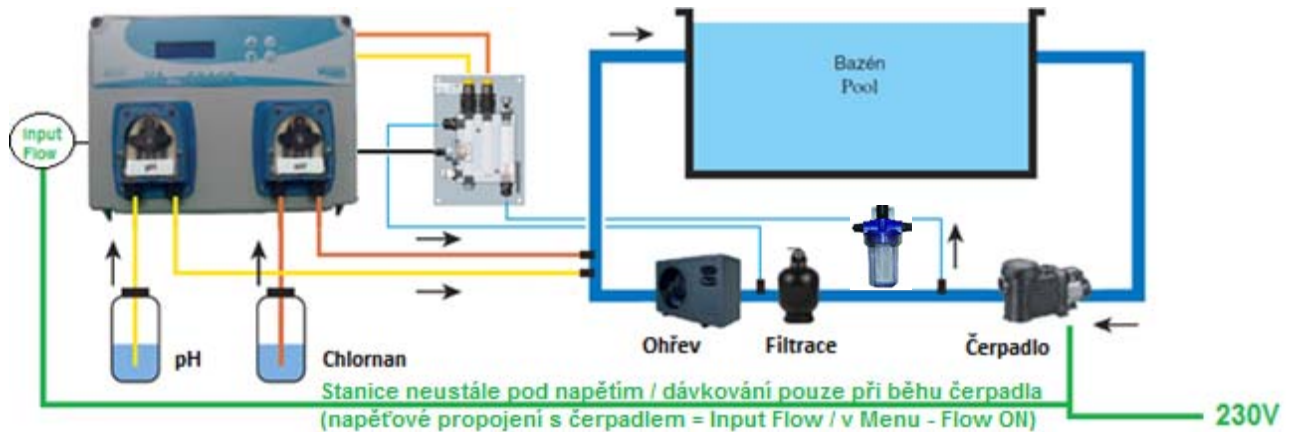 Input
Flow
pH
Bazén
Pool
pH
Chlornan
Ohřev
Filtrace
Čerpadlo
Stanice neustále pod napětím / dávkování pouze při běhu čerpadla
(napěťové propojení s čerpadlem = Input Flow / v Menu - Flow ON)
230V